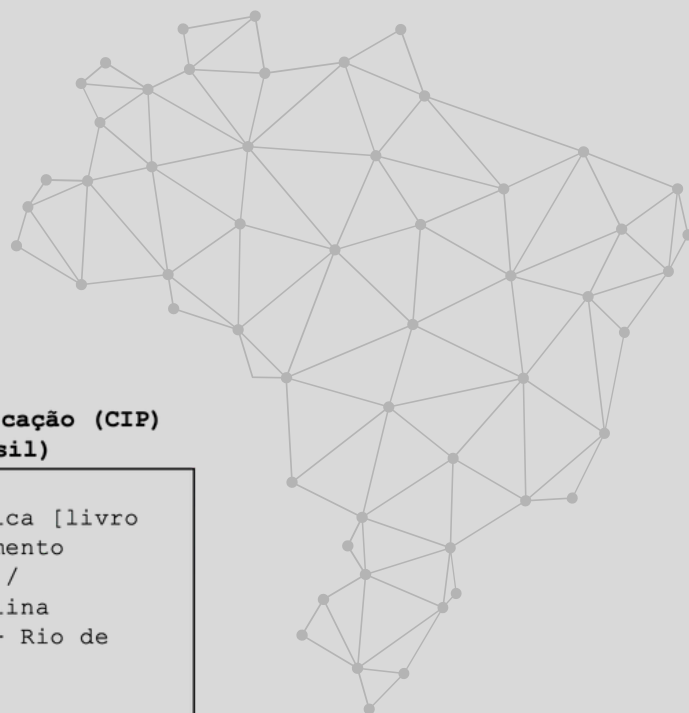 cação (CIP)
sil)
ica [livro
mento
/
lina
Rio de